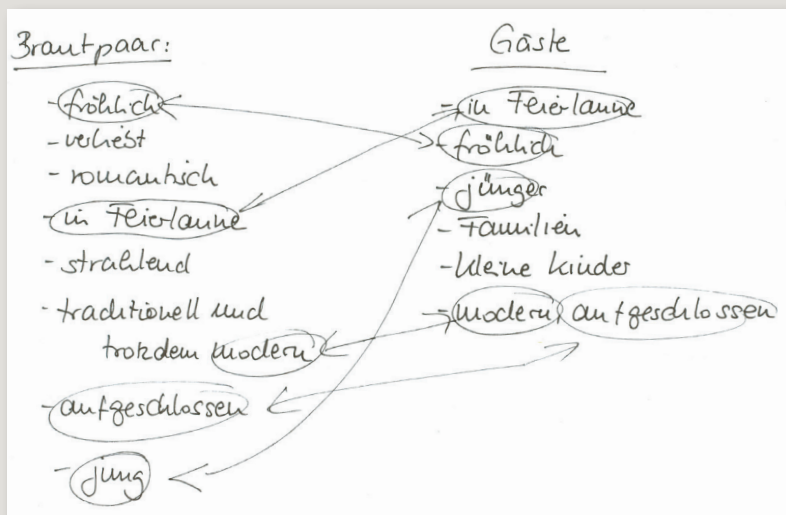 Brautpaar:
- fröhlich
- verliebt
- romantisch
- in Feierlaune
- strahlend
- traditionell und
trotzdem modern
- aufgeschlossen
- jung
Gäste
- in Feierlaune
- fröhlich
- jünger
- Familien
- kleine Kinder
- modern, aufgeschlossen